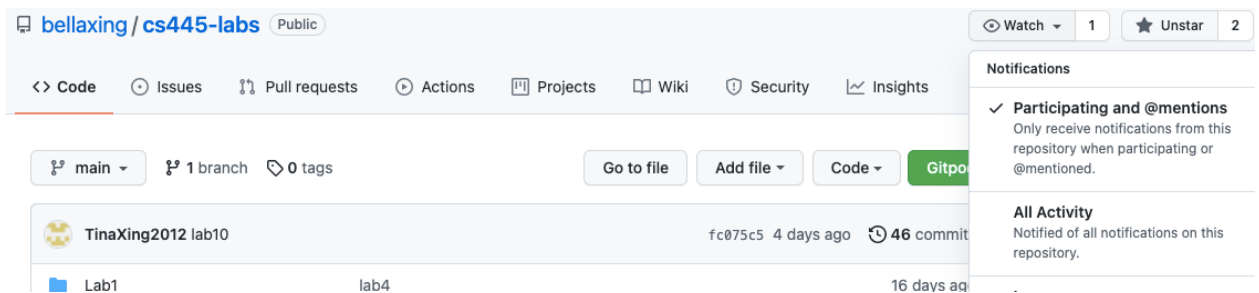 bellaxing / cs445-labs Public
Watch 1 Unstar 2
Code Issues Pull requests Actions Projects Wiki Security Insights
Notifications
Participating and @mentions
Only receive notifications from this
repository when participating or
@mentioned.
main 1 branch 0 tags Go to file Add file Code Gitpo
All Activity
Notified of all notifications on this
repository.
TinaXing2012 lab10 fc075c5 4 days ago 46 commit
Lab1 lab4 16 days ago